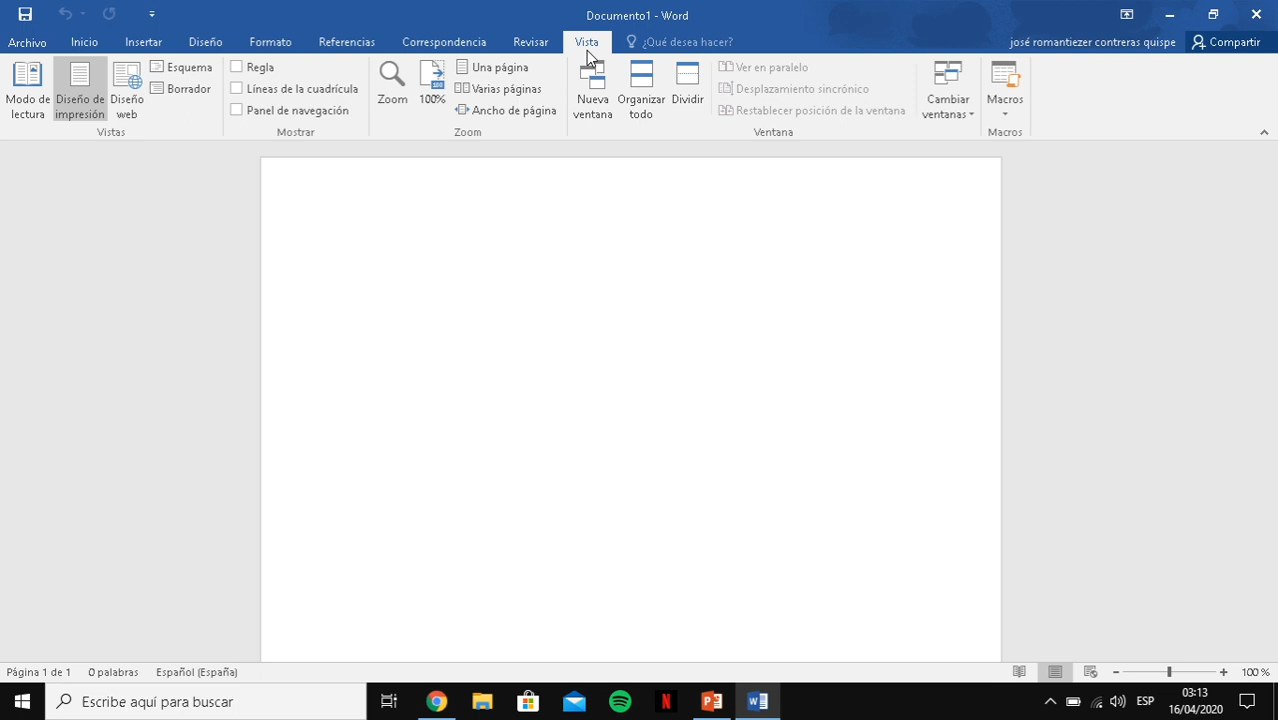 Documento1 - Word
Archivo Inicio Insertar Diseño Formato Referencias Correspondencia Revisar Vista ¿Qué desea hacer? josé romantiezer contreras quispe Compartir
Modo de lectura
Diseño de impresión
Diseño web
Esquema
Borrador
Vistas
Regla
Líneas de la cuadrícula
Panel de navegación
Mostrar
Zoom
100%
Una página
Varias páginas
Ancho de página
Zoom
Nueva ventana
Organizar todo
Dividir
Ver en paralelo
Desplazamiento sincrónico
Restablecer posición de la ventana
Cambiar ventanas
Ventana
Macros
Macros
Página 1 de 1 0 palabras Español (España) 100 %
Escribe aquí para buscar
ESP
03:13
16/04/2020